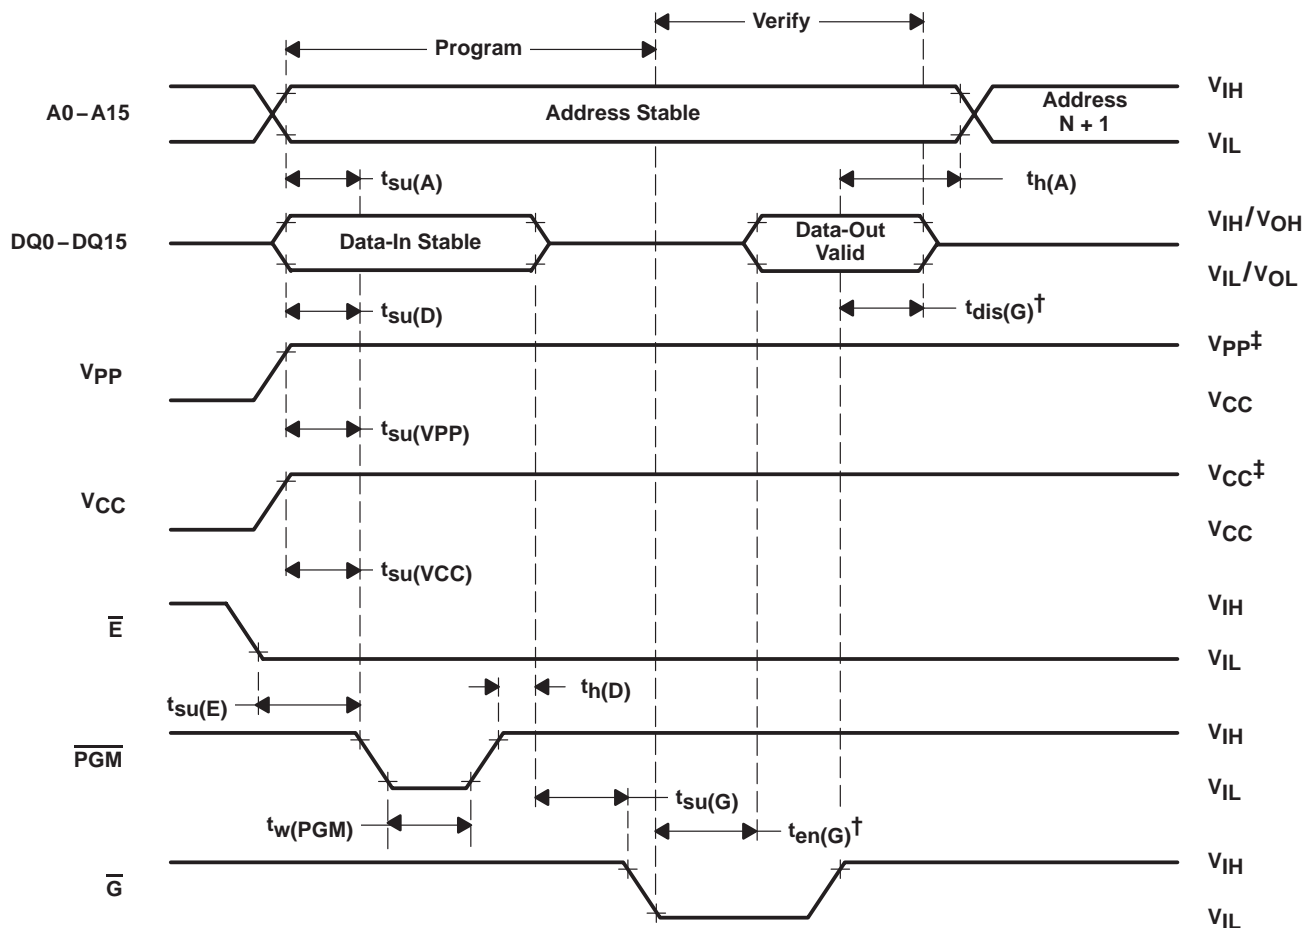 Verify
Program
A0–A15
Address Stable
Address
N + 1
VIH
VIL
tsu(A)
th(A)
DQ0–DQ15
Data-In Stable
Data-Out
Valid
VIH/VOH
VIL/VOL
tsu(D)
tdis(G)†
VPP
VPP‡
VCC
tsu(VPP)
VCC
VCC‡
VCC
tsu(VCC)
E
VIH
VIL
tsu(E)
th(D)
PGM
VIH
VIL
tsu(G)
tw(PGM)
ten(G)†
G
VIH
VIL